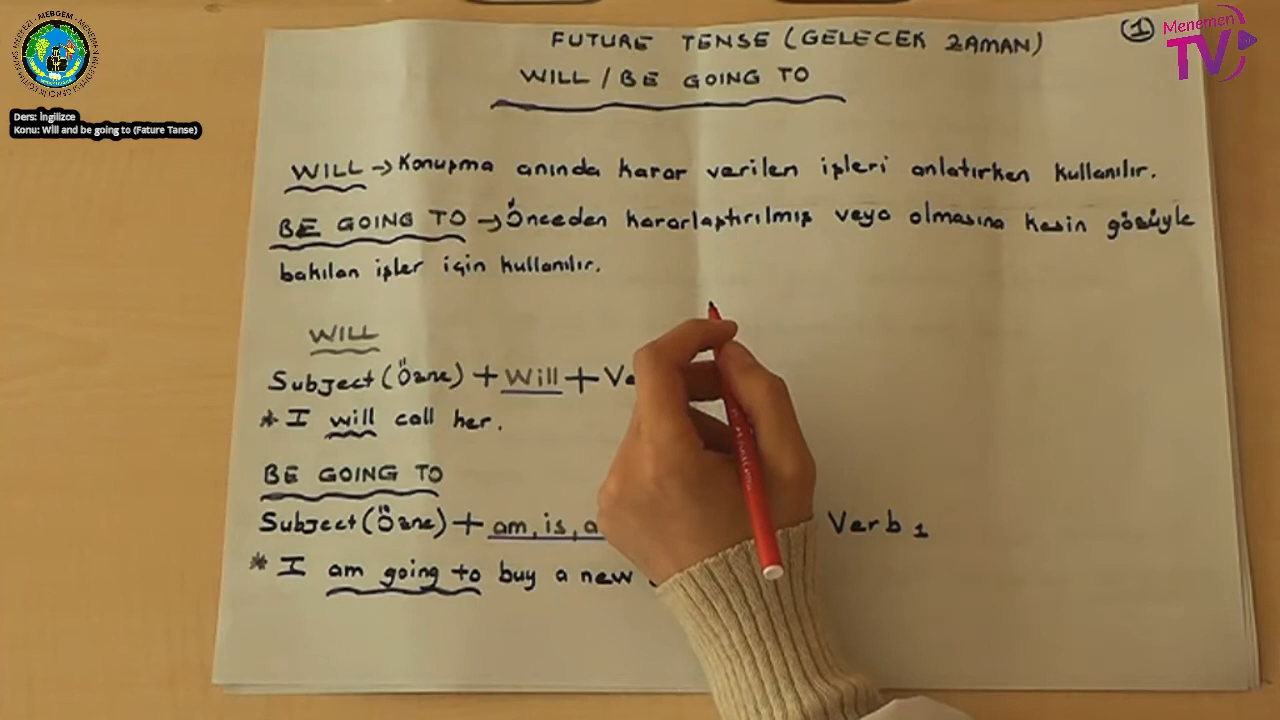 MEBGEM - MENEMEN
Ders: İngilizce
Konu: Will and be going to (Fature Tanse)
Menemen
TV
1
FUTURE TENSE (GELECEK ZAMAN)
WILL / BE GOING TO
WILL → Konuşma anında karar verilen işleri anlatırken kullanılır.
BE GOING TO → Önceden kararlaştırılmış veya olmasına kesin gözüyle
bakılan işler için kullanılır.
WILL
Subject (Özne) + Will +
* I will call her.
BE GOING TO
Subject (Özne) + am, is, Verb 1
* I am going to buy a new